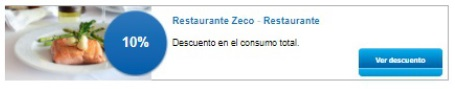 10%
Restaurante Zeco - Restaurante
Descuento en el consumo total.
Ver descuento